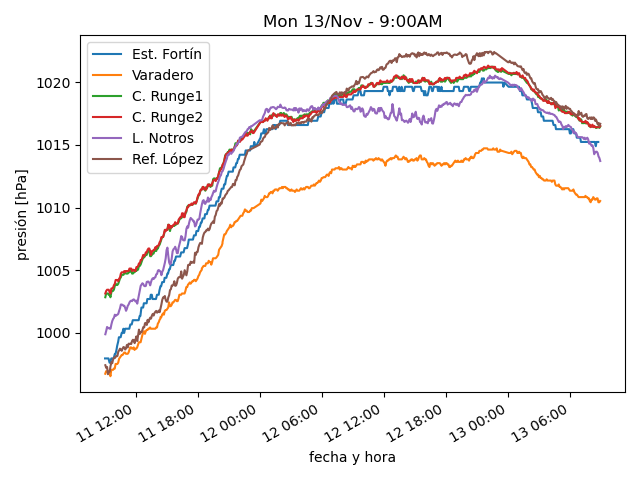 Mon 13/Nov - 9:00AM
Est. Fortín
Varadero
C. Runge1
C. Runge2
L. Notros
Ref. López
presión [hPa]
1020
1015
1010
1005
1000
11 12:00
11 18:00
12 00:00
12 06:00
12 12:00
12 18:00
13 00:00
13 06:00
fecha y hora